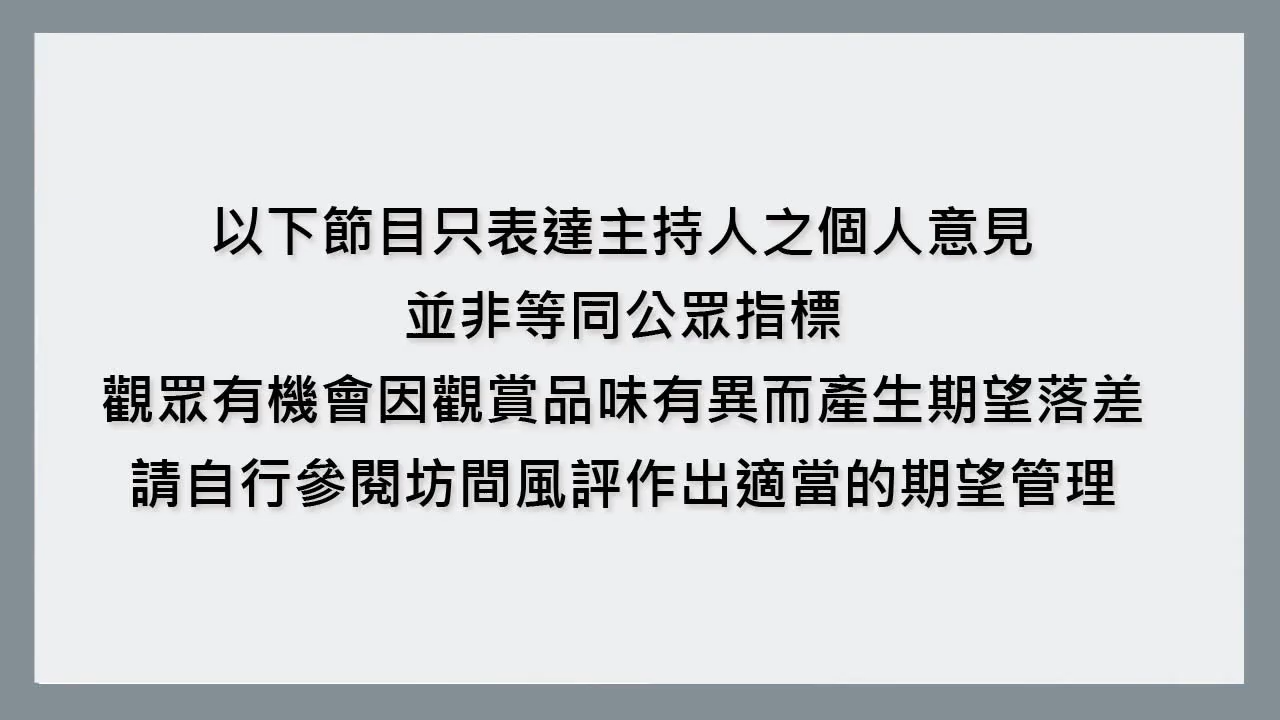 以下節目只表達主持人之個人意見
並非等同公眾指標
觀眾有機會因觀賞品味有異而產生期望落差
請自行參閱坊間風評作出適當的期望管理